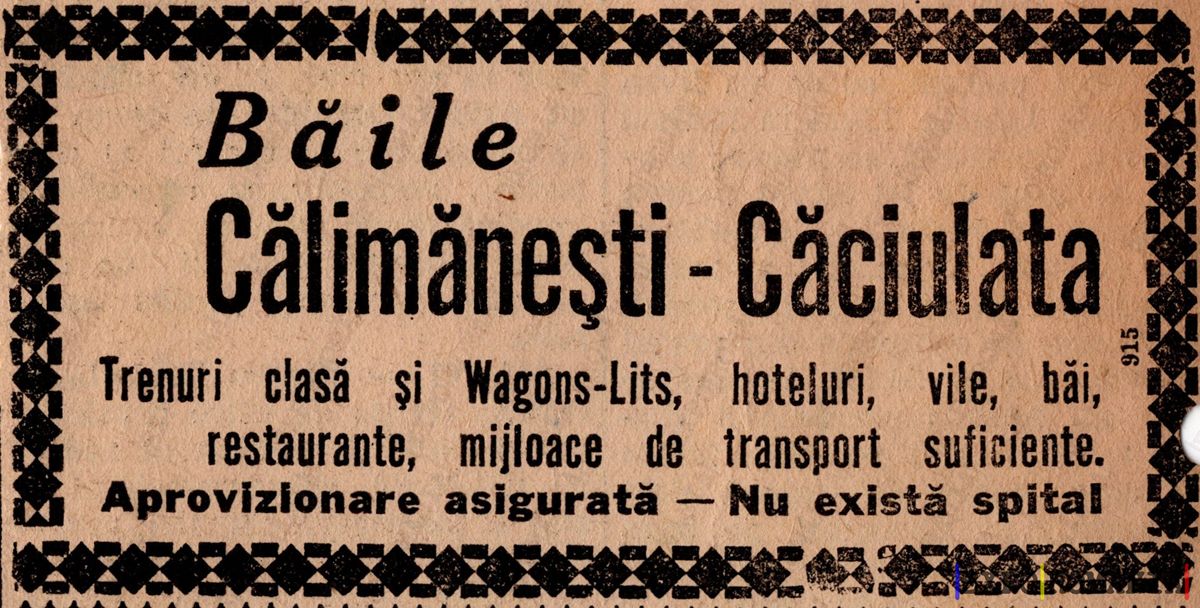 Băile
Călimănești - Căciulata
Trenuri clasă și Wagons-Lits, hoteluri, vile, băi,
restaurante, mijloace de transport suficiente.
Aprovizionare asigurată — Nu există spital
915